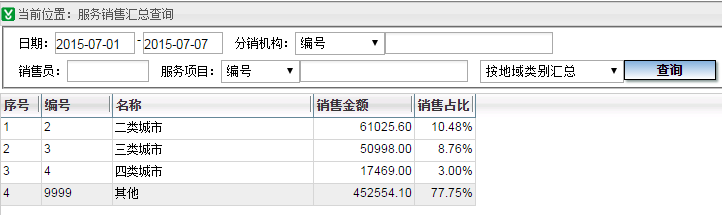 当前位置：服务销售汇总查询
日期： 2015-07-01 - 2015-07-07 分销机构： 编号
销售员： 服务项目： 编号 按地域类别汇总 查询
序号 编号 名称 销售金额 销售占比
1 2 二类城市 61025.60 10.48%
2 3 三类城市 50998.00 8.76%
3 4 四类城市 17469.00 3.00%
4 9999 其他 452554.10 77.75%